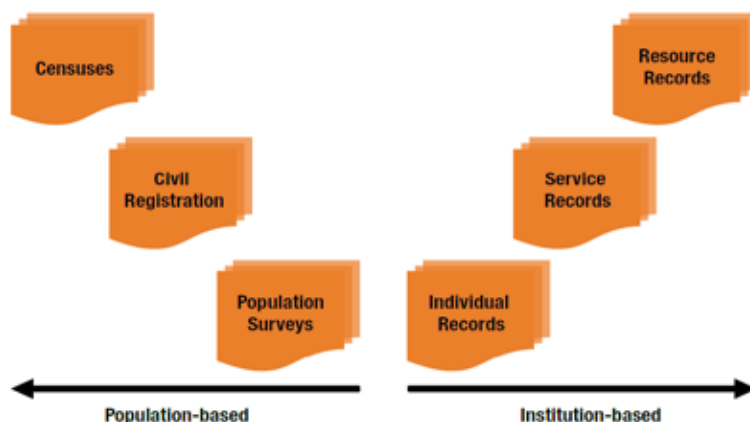 Censuses
Resource
Records
Civil
Registration
Service
Records
Population
Surveys
Individual
Records
Population-based
Institution-based